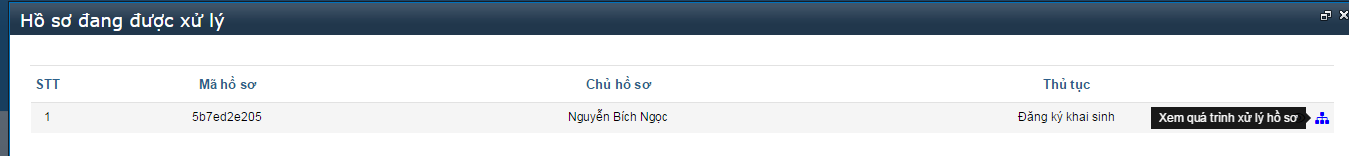 Hồ sơ đang được xử lý
STT Mã hồ sơ Chủ hồ sơ Thủ tục
1 5b7ed2e205 Nguyễn Bích Ngọc Đăng ký khai sinh Xem quá trình xử lý hồ sơ